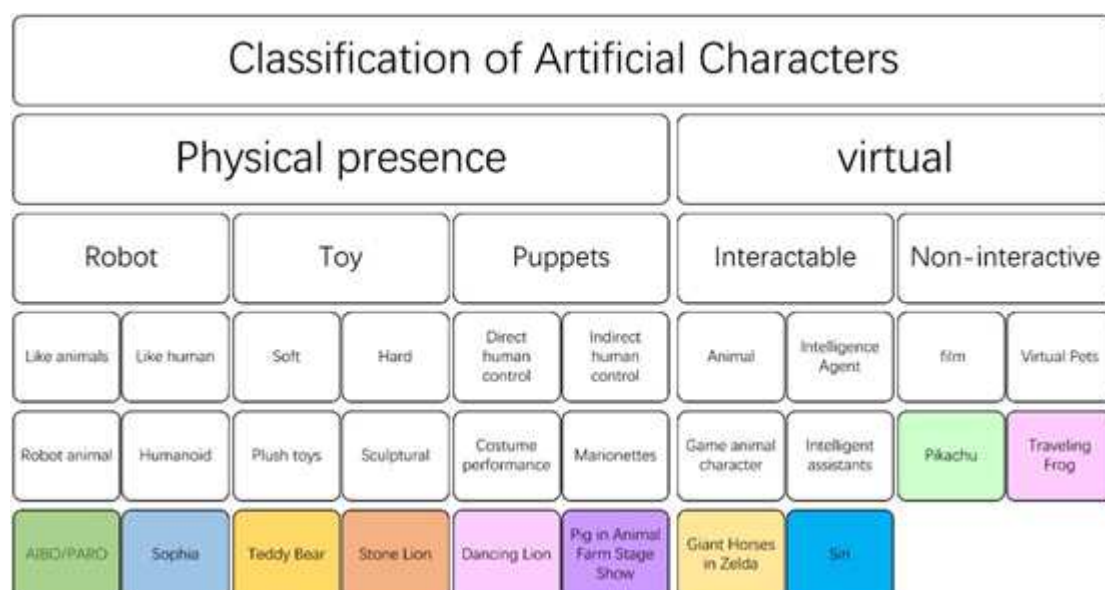 Classification of Artificial Characters
Physical presence
virtual
Robot
Toy
Puppets
Interactable
Non-interactive
Like animals
Like human
Soft
Hard
Direct
human
control
Indirect
human
control
Animal
Intelligence
Agent
film
Virtual Pets
Robot animal
Humanoid
Plush toys
Sculptural
Costume
performance
Marionettes
Game animal
character
Intelligent
assistants
Pikachu
Traveling
Frog
AIBO/PARO
Sophia
Teddy Bear
Stone Lion
Dancing Lion
Pig in Animal
Farm Stage
Show
Giant Horses
in Zelda
Siri